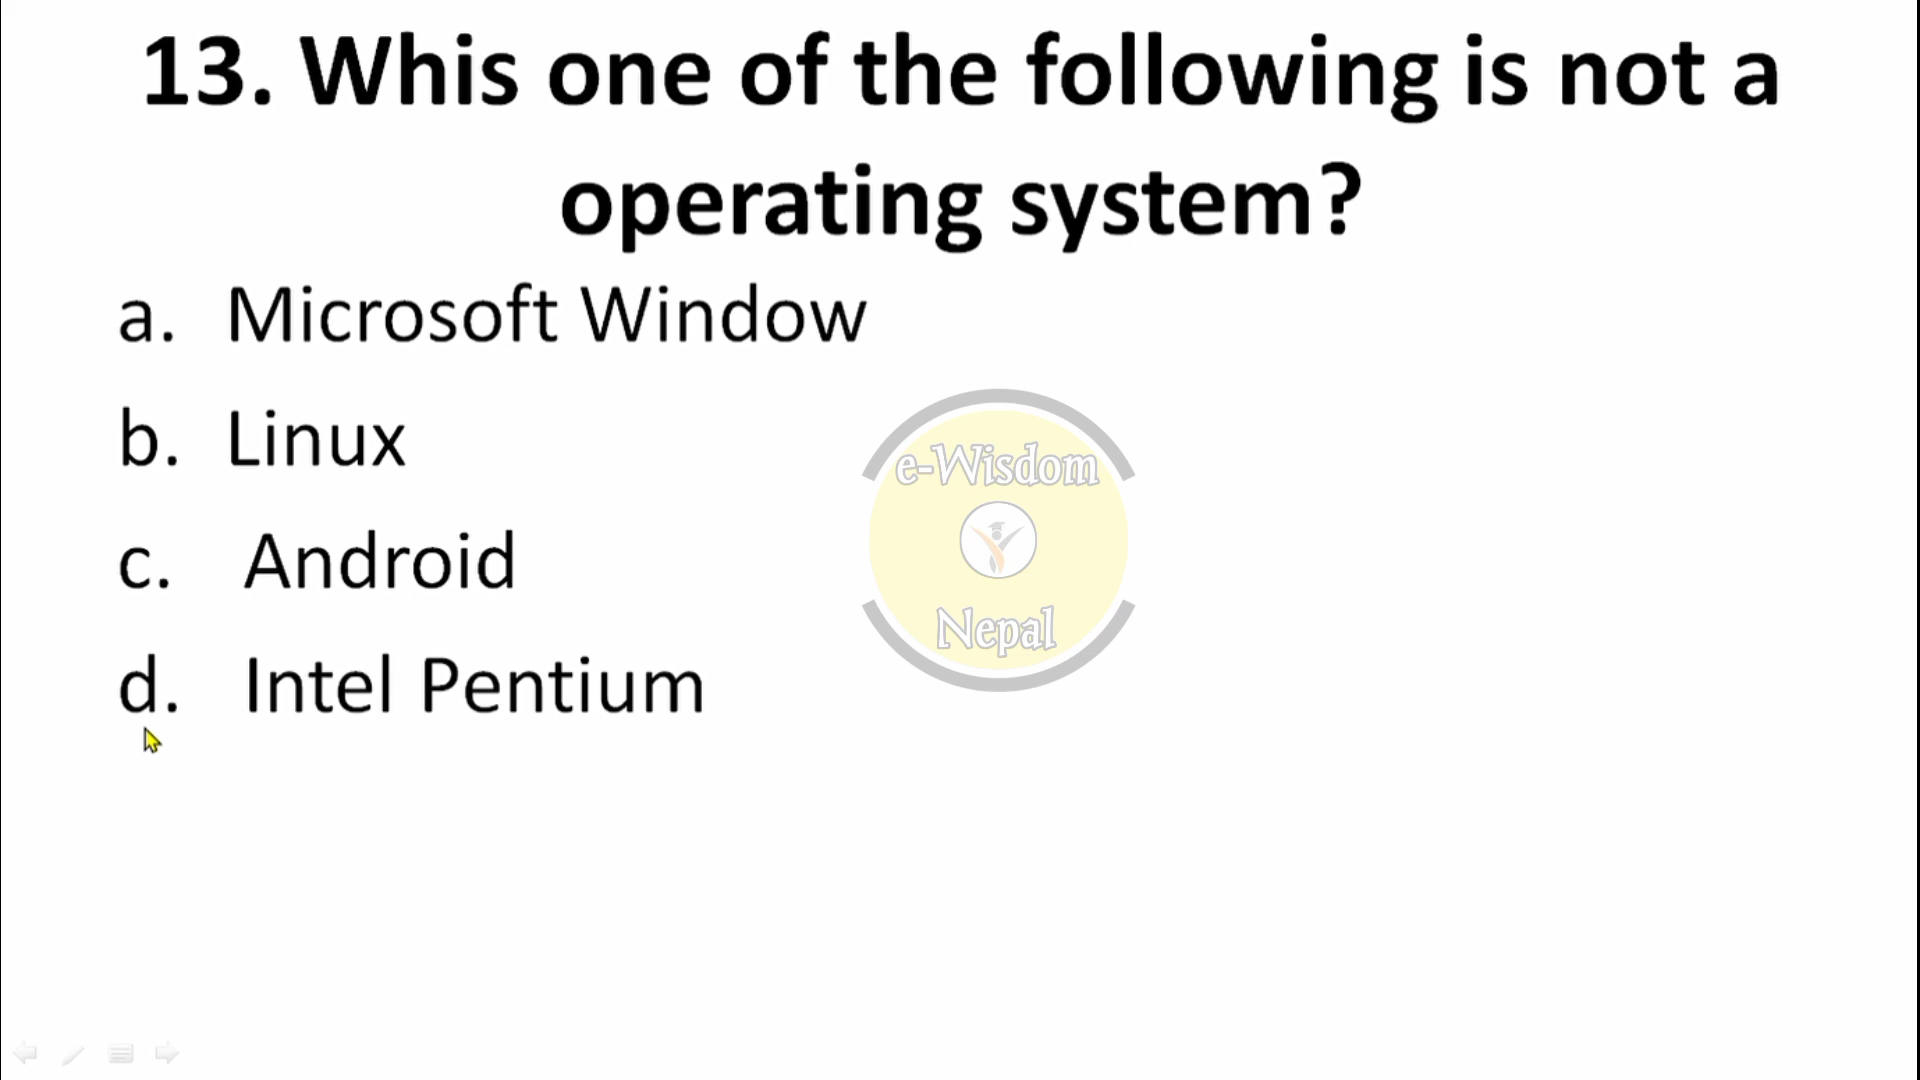 13. Whis one of the following is not a
operating system?
a. Microsoft Window
b. Linux
c. Android
d. Intel Pentium
e-Wisdom
Nepal